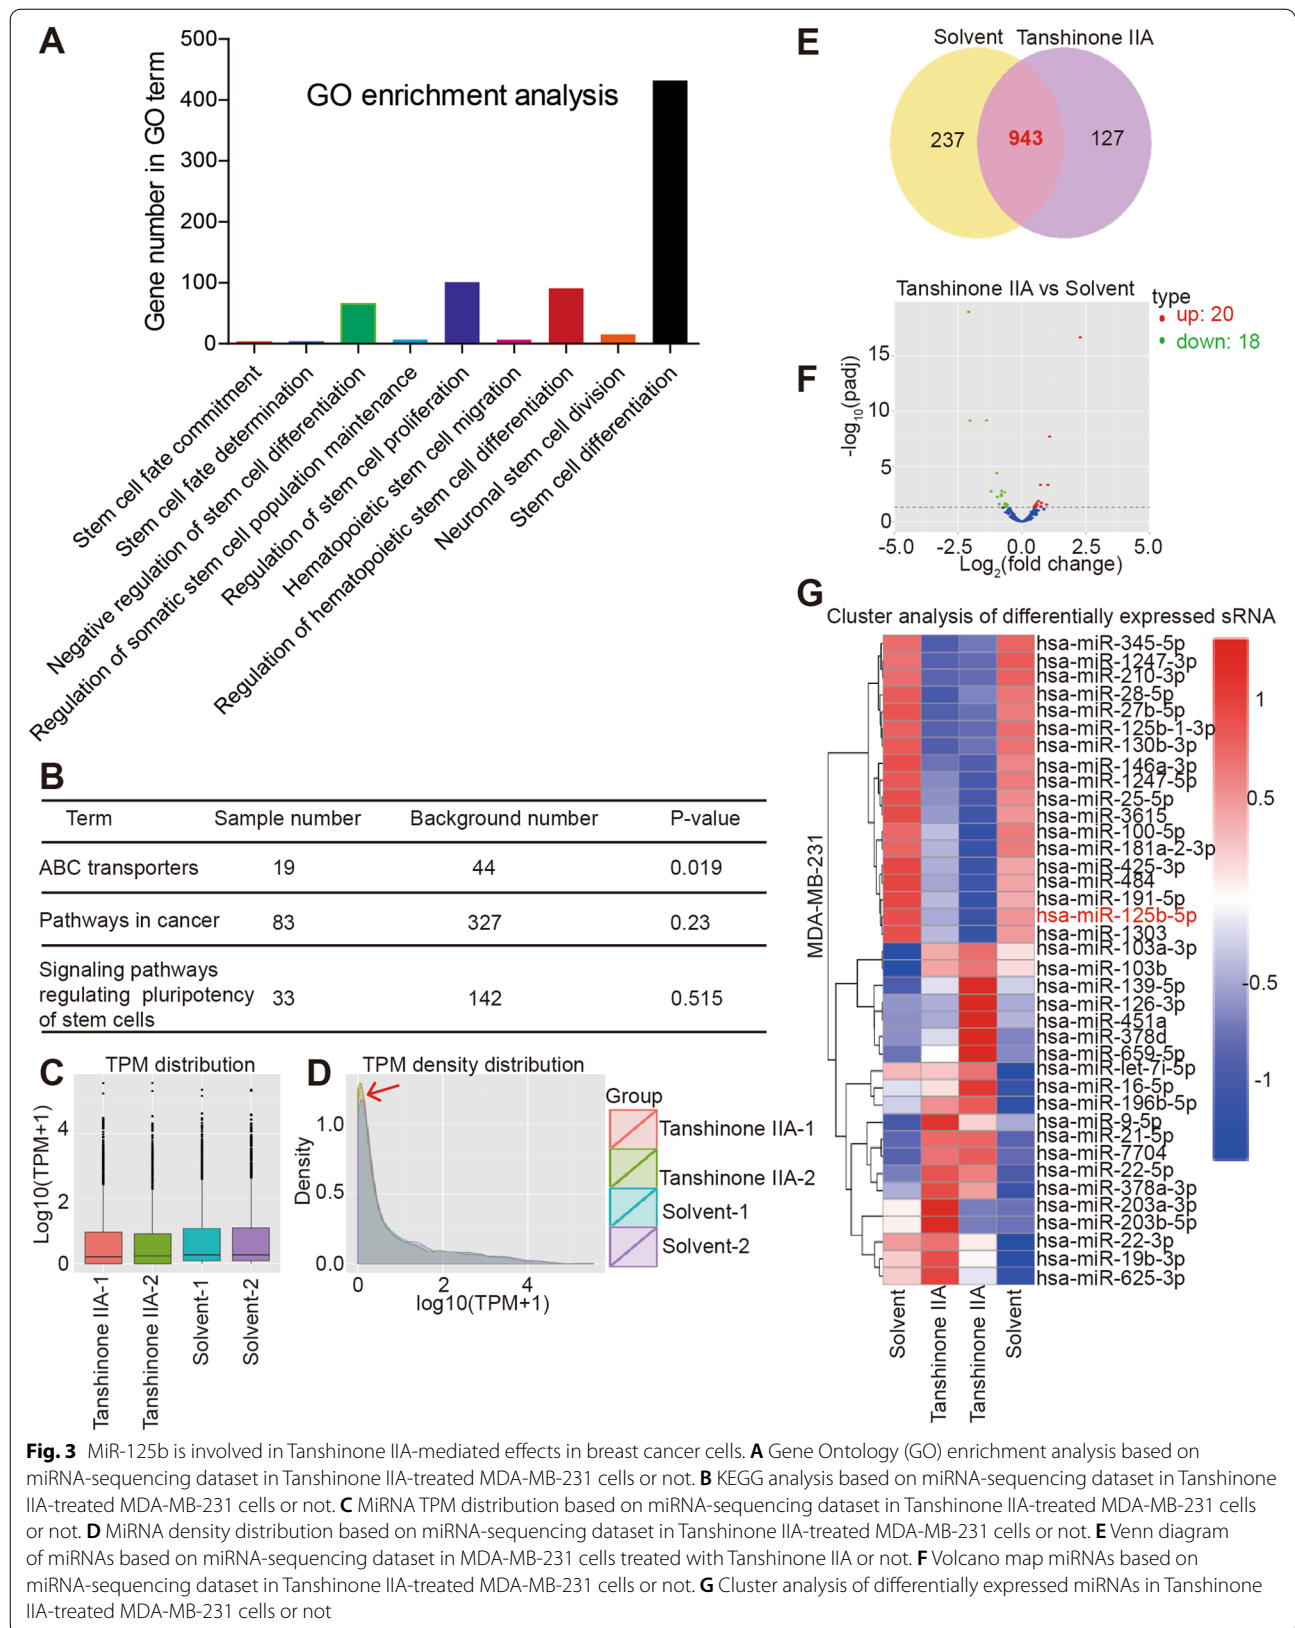 A
GO enrichment analysis
Gene number in GO term
500
400
300
200
100
0
Stem cell fate commitment
Stem cell fate determination
Negative regulation of stem cell differentiation
Regulation of somatic stem cell population maintenance
Regulation of stem cell proliferation
Hematopoietic stem cell migration
Regulation of hematopoietic stem cell differentiation
Neuronal stem cell division
Stem cell differentiation
B
Term Sample number Background number P-value
ABC transporters 19 44 0.019
Pathways in cancer 83 327 0.23
Signaling pathways
regulating pluripotency 33 142 0.515
of stem cells
C
TPM distribution
Log10(TPM+1)
4
2
0
Tanshinone IIA-1
Tanshinone IIA-2
Solvent-1
Solvent-2
D
TPM density distribution
Density
1.0
0.5
0.0
0 2 4
log10(TPM+1)
Group
Tanshinone IIA-1
Tanshinone IIA-2
Solvent-1
Solvent-2
E
Solvent Tanshinone IIA
237 943 127
F
Tanshinone IIA vs Solvent
type
up: 20
down: 18
-log10(padj)
15
10
5
0
-5.0 -2.5 0.0 2.5 5.0
Log2(fold change)
G
Cluster analysis of differentially expressed sRNA
MDA-MB-231
hsa-miR-345-5p
hsa-miR-1247-3p
hsa-miR-210-3p
hsa-miR-28-5p
hsa-miR-27b-5p
hsa-miR-125b-1-3p
hsa-miR-130b-3p
hsa-miR-146a-3p
hsa-miR-1247-5p
hsa-miR-25-5p
hsa-miR-3615
hsa-miR-100-5p
hsa-miR-181a-2-3p
hsa-miR-425-3p
hsa-miR-484
hsa-miR-191-5p
hsa-miR-125b-5p
hsa-miR-1303
hsa-miR-103a-3p
hsa-miR-103b
hsa-miR-139-5p
hsa-miR-126-3p
hsa-miR-451a
hsa-miR-378d
hsa-miR-659-5p
hsa-miR-let-7i-5p
hsa-miR-16-5p
hsa-miR-196b-5p
hsa-miR-9-5p
hsa-miR-21-5p
hsa-miR-7704
hsa-miR-22-5p
hsa-miR-378a-3p
hsa-miR-203a-3p
hsa-miR-203b-5p
hsa-miR-22-3p
hsa-miR-19b-3p
hsa-miR-625-3p
1
0.5
-0.5
-1
Solvent
Tanshinone IIA
Tanshinone IIA
Solvent
Fig. 3 MiR-125b is involved in Tanshinone IIA-mediated effects in breast cancer cells. A Gene Ontology (GO) enrichment analysis based on
miRNA-sequencing dataset in Tanshinone IIA-treated MDA-MB-231 cells or not. B KEGG analysis based on miRNA-sequencing dataset in Tanshinone
IIA-treated MDA-MB-231 cells or not. C MiRNA TPM distribution based on miRNA-sequencing dataset in Tanshinone IIA-treated MDA-MB-231 cells
or not. D MiRNA density distribution based on miRNA-sequencing dataset in Tanshinone IIA-treated MDA-MB-231 cells or not. E Venn diagram
of miRNAs based on miRNA-sequencing dataset in MDA-MB-231 cells treated with Tanshinone IIA or not. F Volcano map miRNAs based on
miRNA-sequencing dataset in Tanshinone IIA-treated MDA-MB-231 cells or not. G Cluster analysis of differentially expressed miRNAs in Tanshinone
IIA-treated MDA-MB-231 cells or not